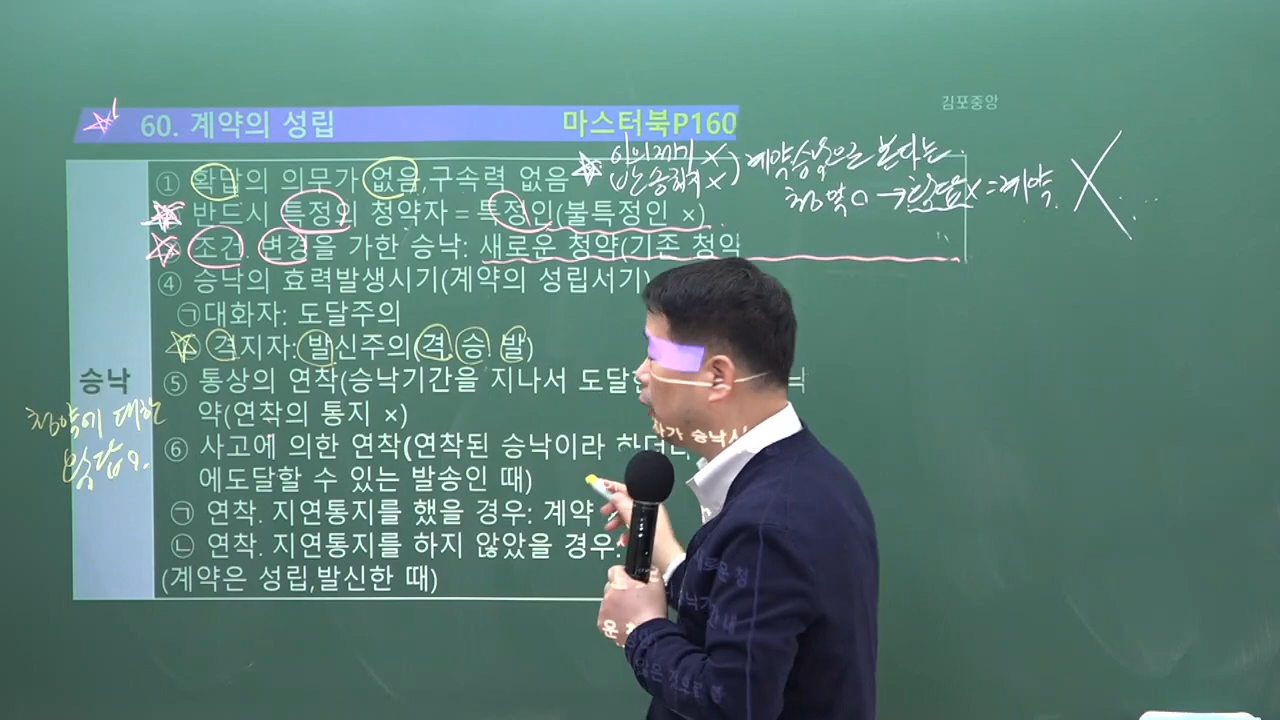 김포중앙
60. 계약의 성립 마스터북P160
① 확답의 의무가 없음,구속력 없음
이의제기 ×
계약승낙으로 본다는
청약 ○ → 확답 × = 계약 ×
반드시 특정의 청약자 = 특정인(불특정인 ×)
조건. 변경을 가한 승낙: 새로운 청약(기존 청약
④ 승낙의 효력발생시기(계약의 성립서기)
㉠대화자: 도달주의
격지자: 발신주의(격.승.발)
승낙
⑤ 통상의 연착(승낙기간을 지나서 도달한
약(연착의 통지 ×)
청약에 대한
⑥ 사고에 의한 연착(연착된 승낙이라 하더라
에도달할 수 있는 발송인 때)
㉠ 연착. 지연통지를 했을 경우: 계약
㉡ 연착. 지연통지를 하지 않았을 경우:
(계약은 성립,발신한 때)